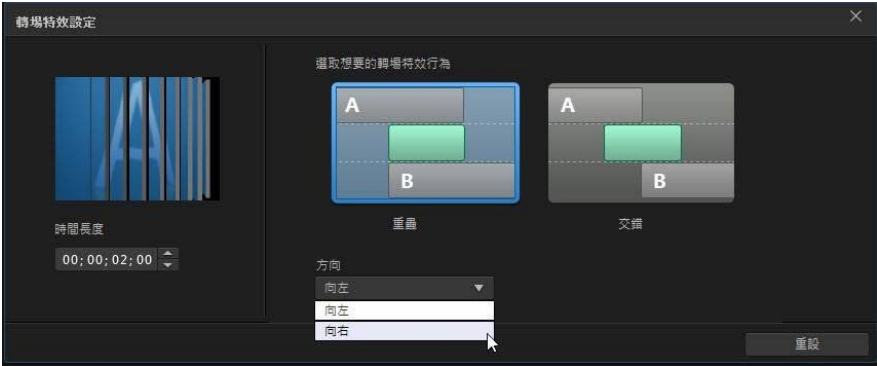 轉場特效設定
選取想要的轉場特效行為
A
B
A
B
A
重疊
交錯
時間長度
00;00;02;00
方向
向左
向左
向右
重設